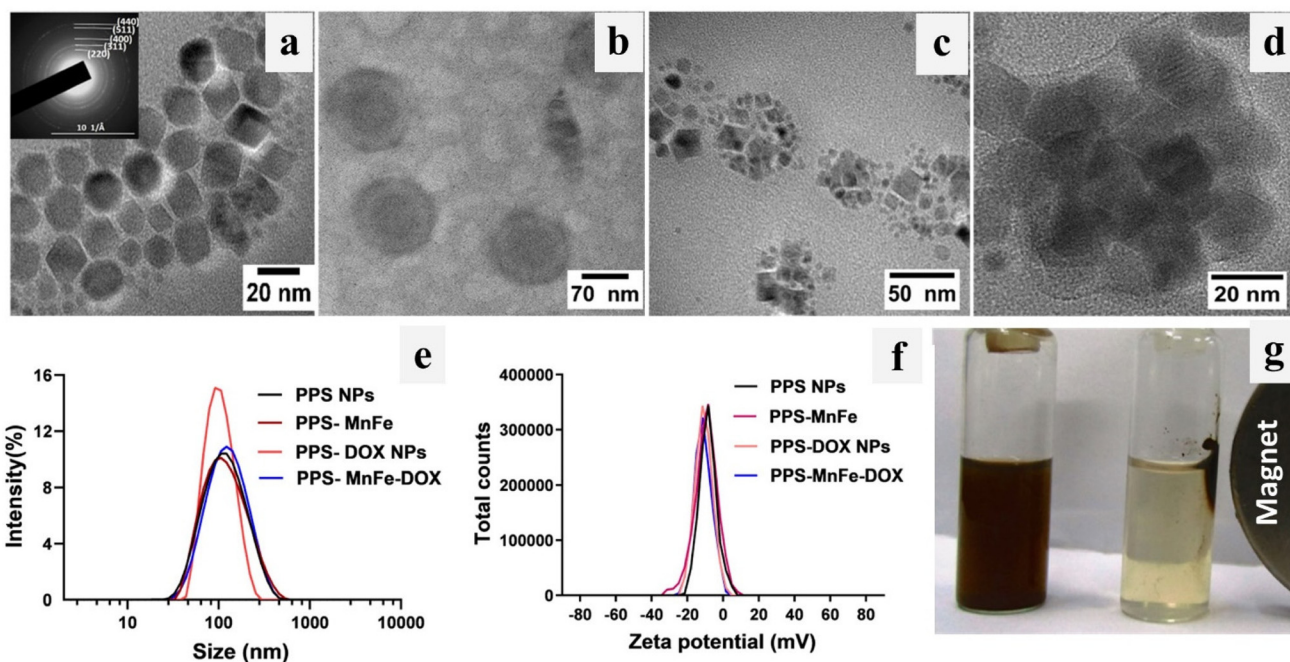 (440)
(511)
(400)
(311)
(220)
10 1/Å
a
20 nm
b
70 nm
c
50 nm
d
20 nm
e
Intensity(%)
16
12
8
4
0
10
100
1000
10000
Size (nm)
PPS NPs
PPS- MnFe
PPS- DOX NPs
PPS- MnFe-DOX
f
Total counts
400000
300000
200000
100000
0
-80 -60 -40 -20 0 20 40 60 80
Zeta potential (mV)
PPS NPs
PPS-MnFe
PPS-DOX NPs
PPS-MnFe-DOX
g
Magnet